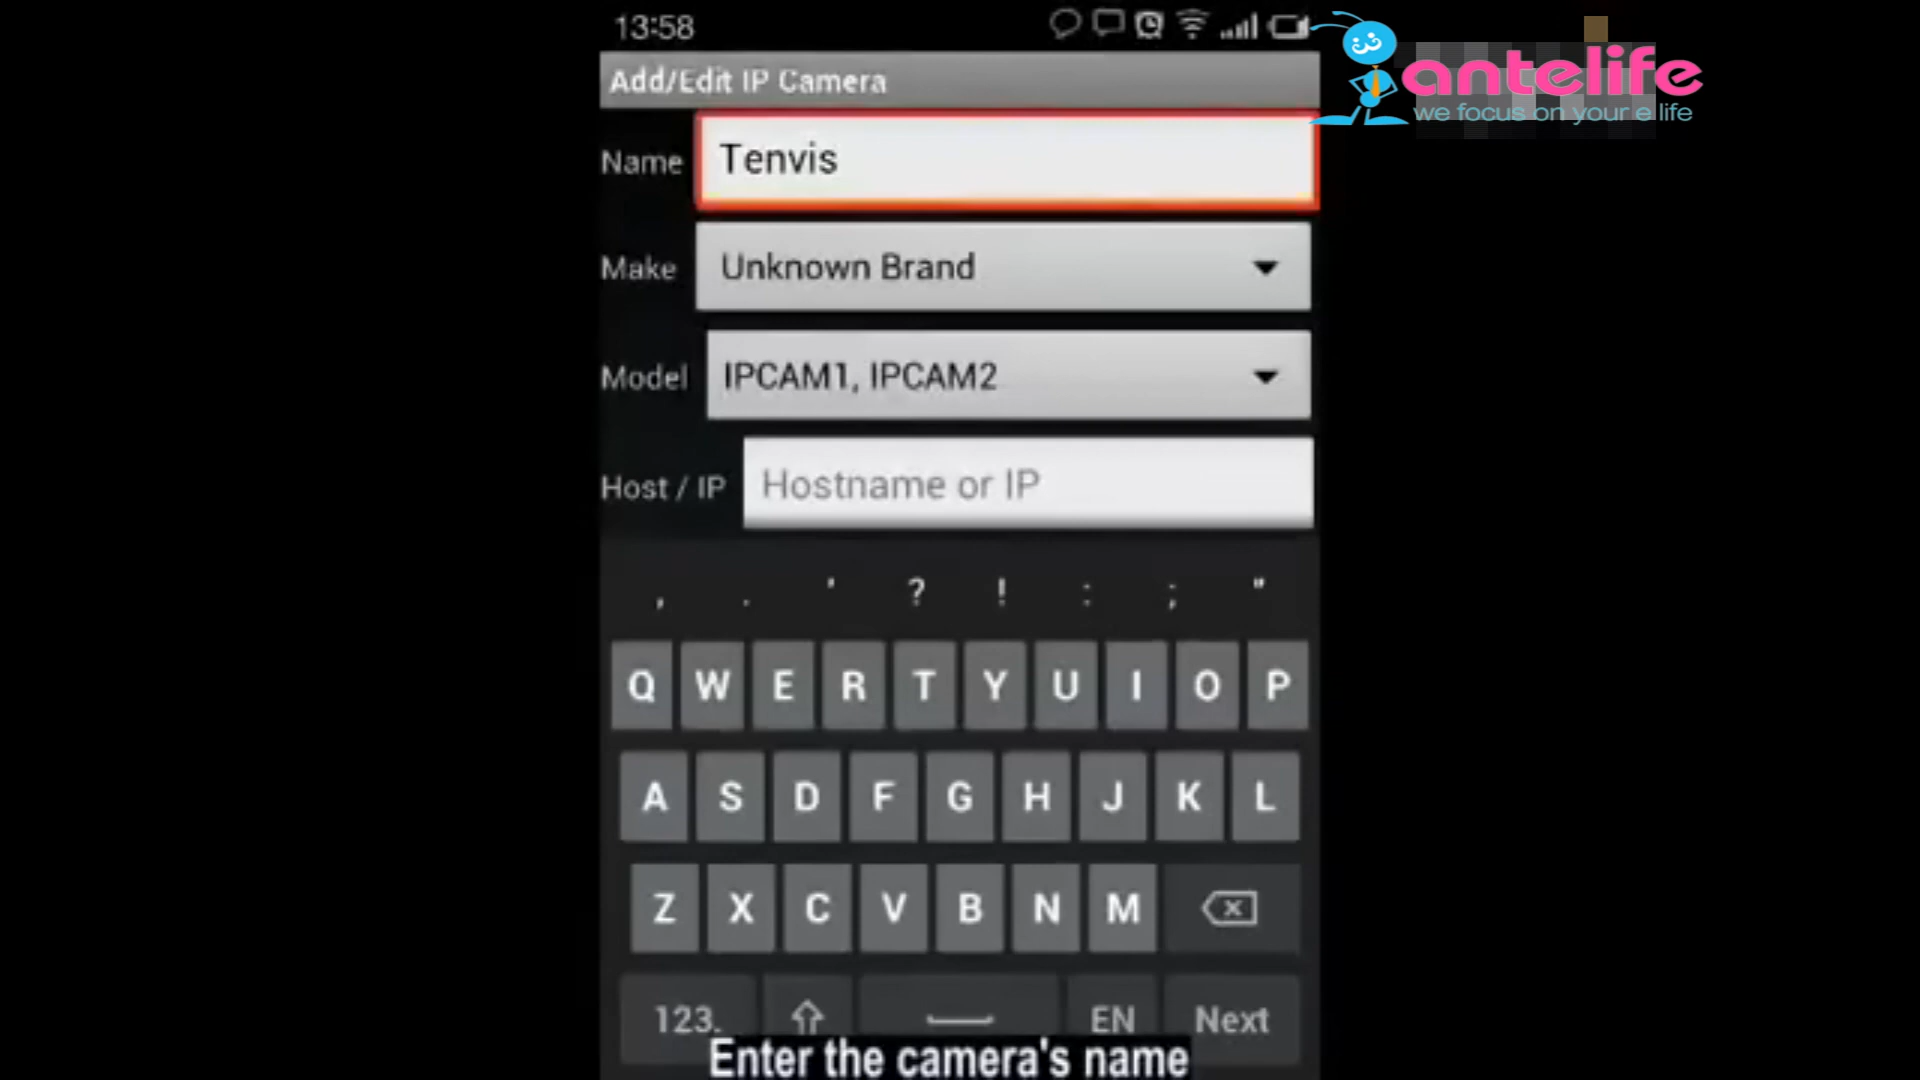 13:58
antelife
we focus on your e life
Add/Edit IP Camera
Name Tenvis
Make Unknown Brand
Model IPCAM1, IPCAM2
Host / IP Hostname or IP
, . ' ? ! : ; "
Q W E R T Y U I O P
A S D F G H J K L
Z X C V B N M
123. EN Next
Enter the camera's name